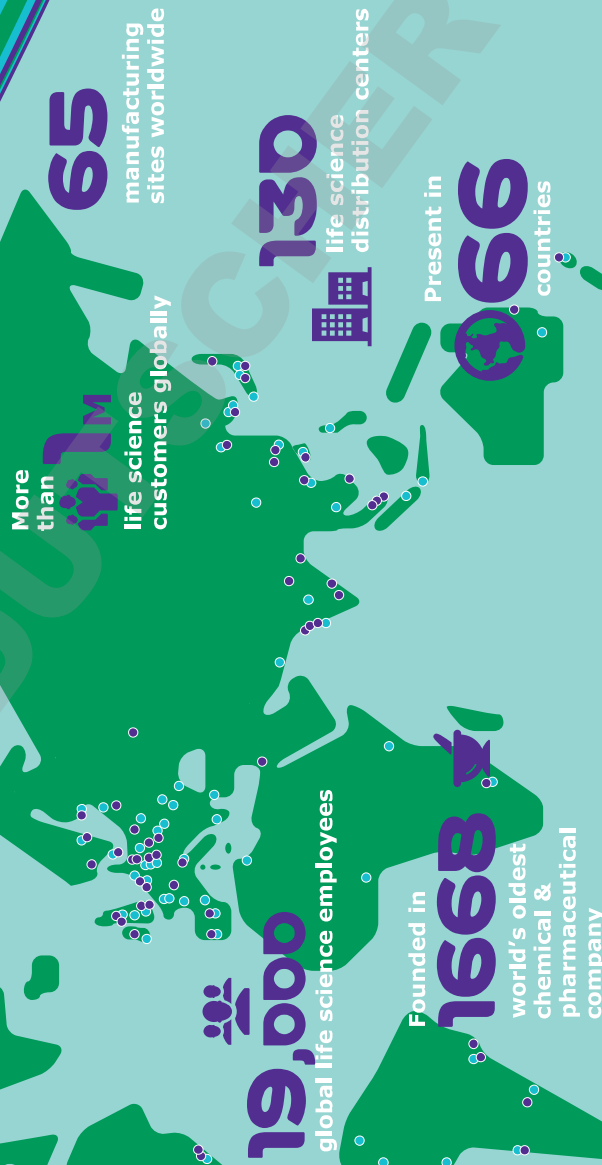 More
than
1M
life science
customers globally
65
manufacturing
sites worldwide
130
life science
distribution centers
Present in
66
countries
19,000
global life science employees
Founded in
1668
world's oldest
chemical &
pharmaceutical
company